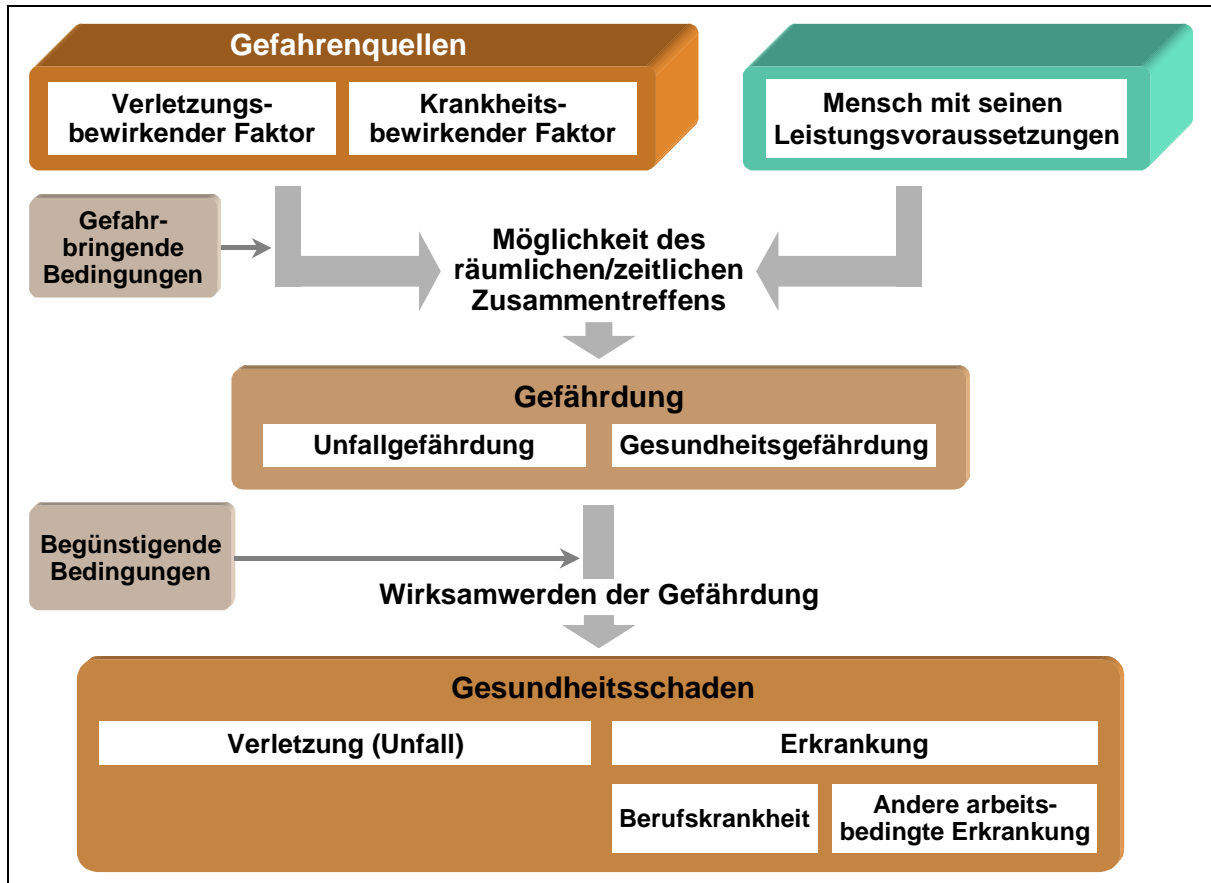 Gefahrenquellen
Verletzungs-
bewirkender Faktor
Krankheits-
bewirkender Faktor
Mensch mit seinen
Leistungsvoraussetzungen
Gefahr-
bringende
Bedingungen
Möglichkeit des
räumlichen/zeitlichen
Zusammentreffens
Gefährdung
Unfallgefährdung
Gesundheitsgefährdung
Begünstigende
Bedingungen
Wirksamwerden der Gefährdung
Gesundheitsschaden
Verletzung (Unfall)
Erkrankung
Berufskrankheit
Andere arbeits-
bedingte Erkrankung